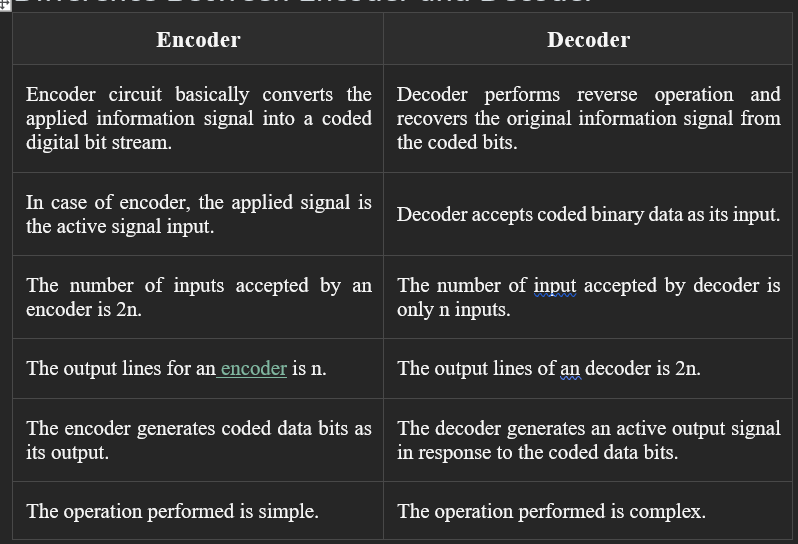 Difference Between Encoder and Decoder
Encoder
Decoder
Encoder circuit basically converts the
applied information signal into a coded
digital bit stream.
Decoder performs reverse operation and
recovers the original information signal from
the coded bits.
In case of encoder, the applied signal is
the active signal input.
Decoder accepts coded binary data as its input.
The number of inputs accepted by an
encoder is 2n.
The number of input accepted by decoder is
only n inputs.
The output lines for an encoder is n.
The output lines of an decoder is 2n.
The encoder generates coded data bits as
its output.
The decoder generates an active output signal
in response to the coded data bits.
The operation performed is simple.
The operation performed is complex.